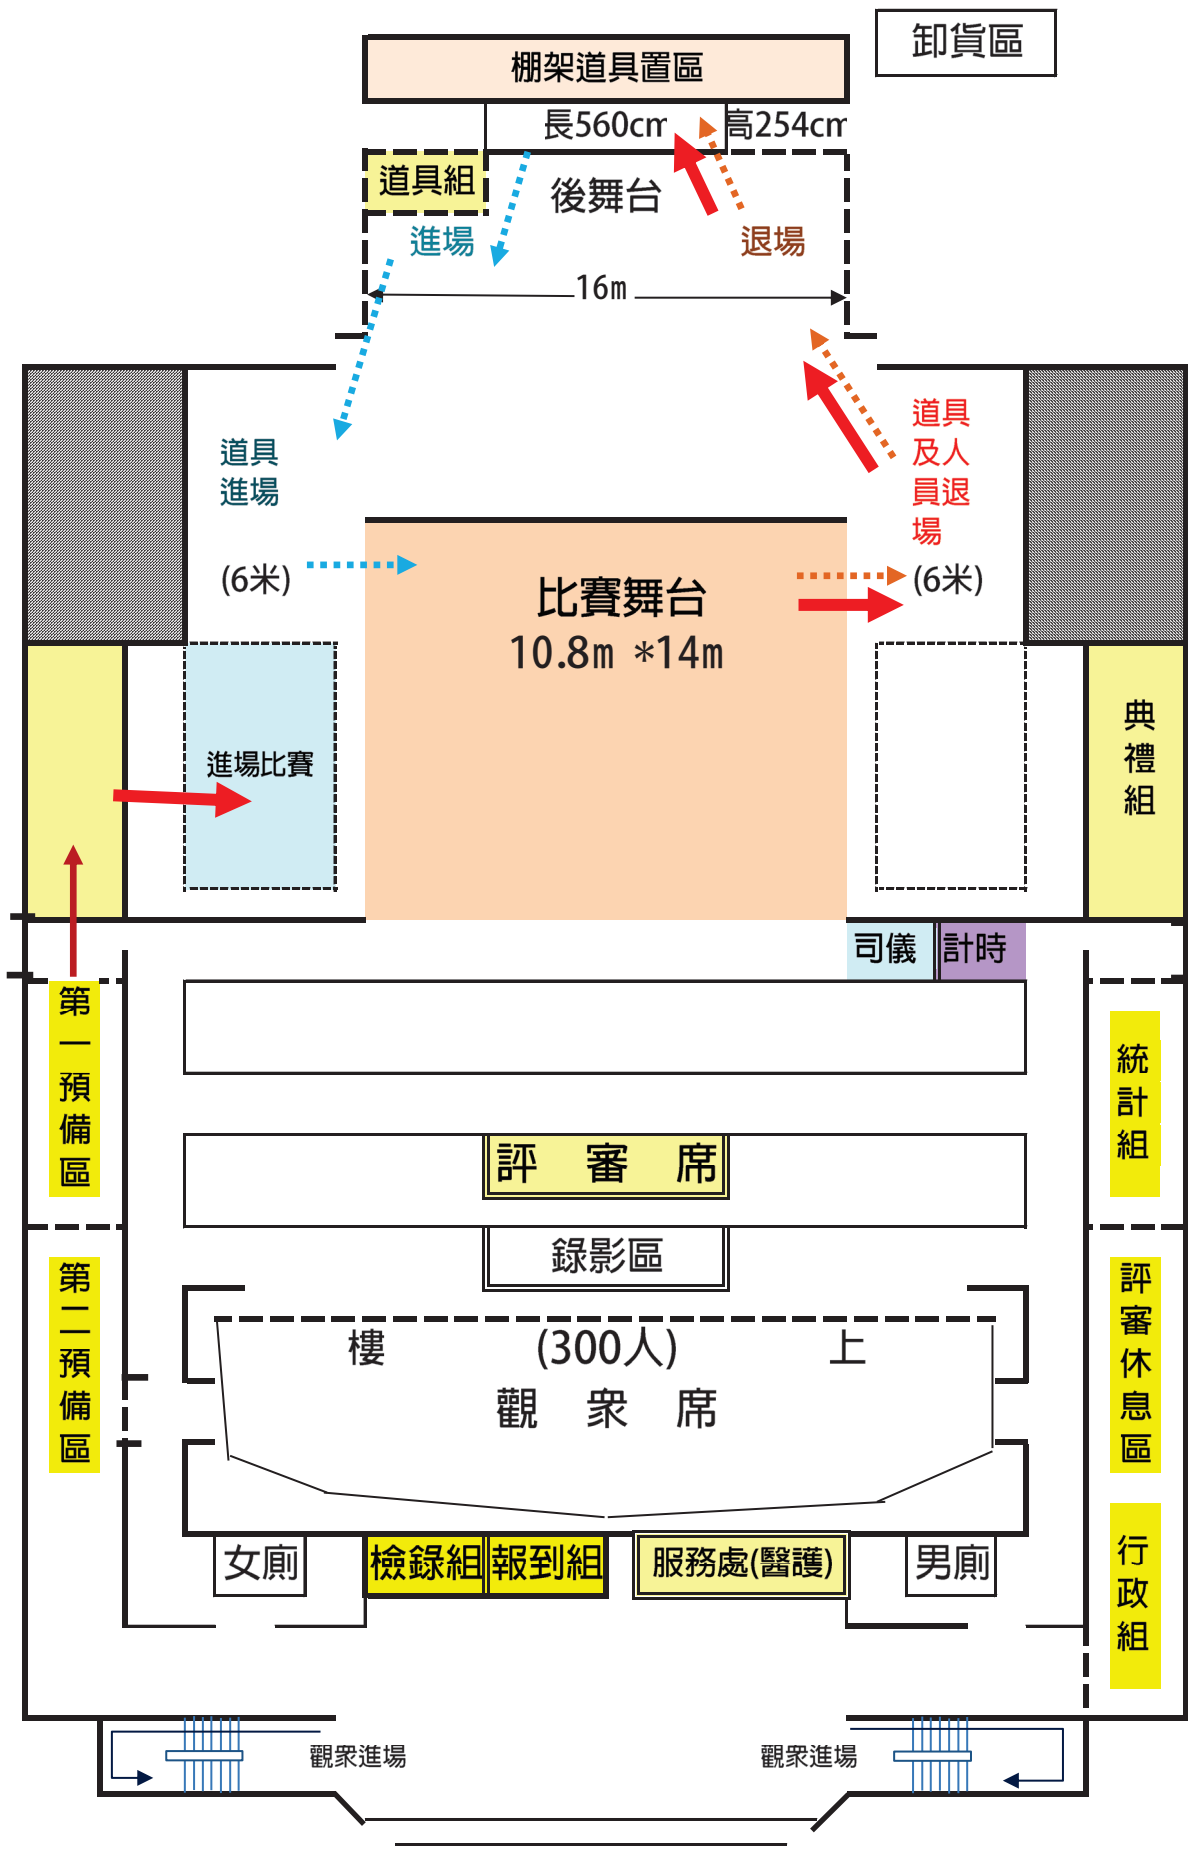 卸貨區
棚架道具置區
長560cm
高254cm
道具組
後舞台
進場
退場
16m
道具
進場
(6米)
道具
及人
員退
場
(6米)
比賽舞台
10.8m *14m
進場比賽
典
禮
組
司儀
計時
第
一
預
備
區
統
計
組
評 審 席
錄影區
第
二
預
備
區
樓 (300人) 上
觀 衆 席
評
審
休
息
區
女廁
檢錄組
報到組
服務處(醫護)
男廁
行
政
組
觀衆進場
觀衆進場